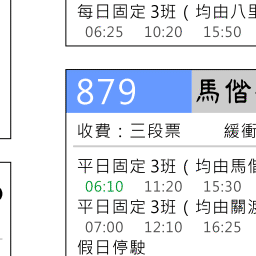 每日固定 3班 ( 均由八里
06:25 10:20 15:50
879
馬偕
收費：三段票 緩衝
平日固定 3班 ( 均由馬偕
06:10 11:20 15:30
平日固定 3班 ( 均由關渡
07:00 12:10 16:25
假日停駛